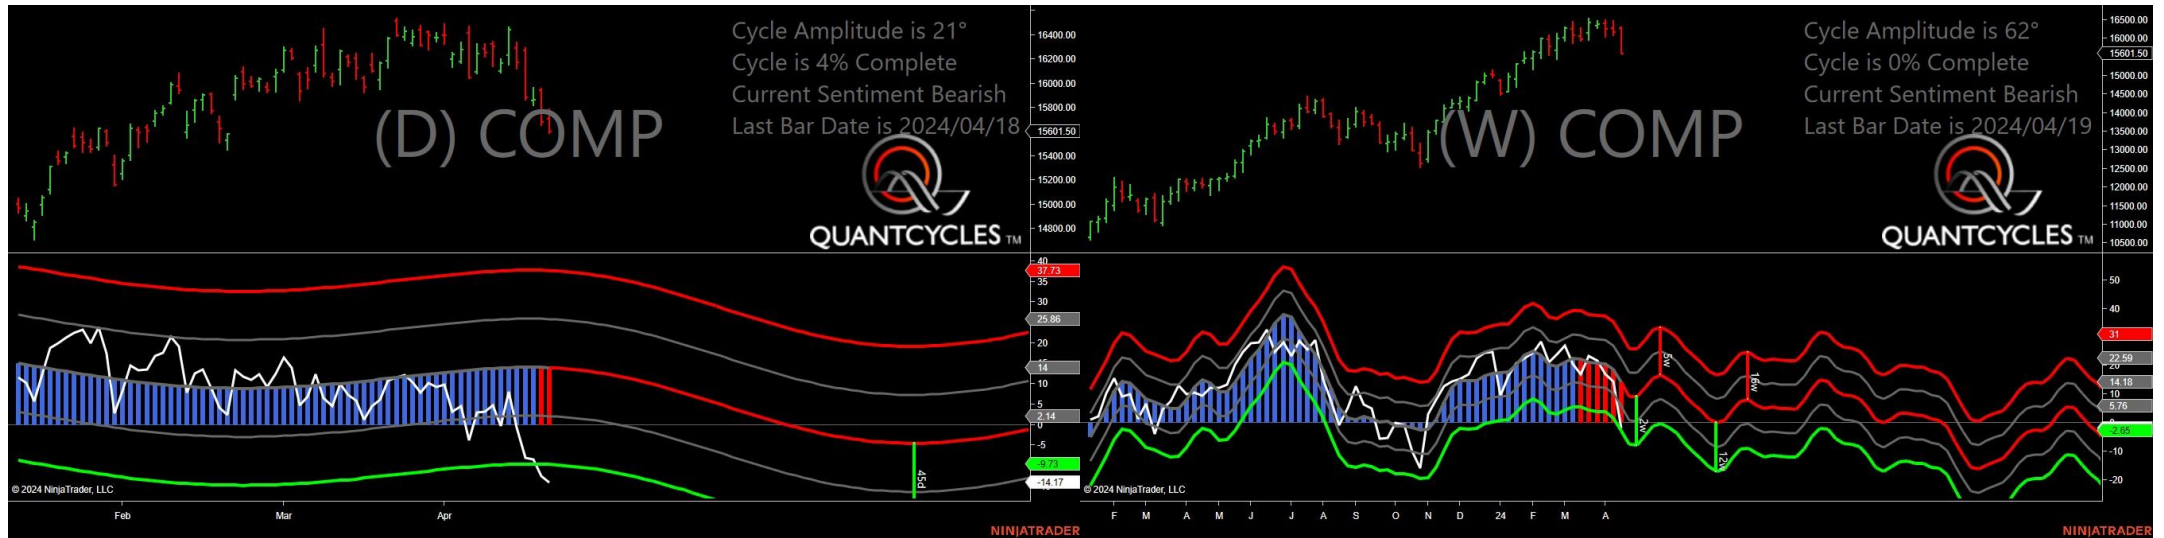 Cycle Amplitude is 21°
Cycle is 4% Complete
Current Sentiment Bearish
Last Bar Date is 2024/04/18
(D) COMP
QUANTCYCLES TM
16400.00
16200.00
16000.00
15800.00
15601.50
15400.00
15200.00
15000.00
14800.00
40
37.73
35
30
25.86
20
14
10
5
2.14
0
-5
-9.73
-14.17
45d
© 2024 NinjaTrader, LLC
Feb Mar Apr
NINJATRADER
Cycle Amplitude is 62°
Cycle is 0% Complete
Current Sentiment Bearish
Last Bar Date is 2024/04/19
(W) COMP
QUANTCYCLES TM
16500.00
16000.00
15601.50
15000.00
14500.00
14000.00
13500.00
13000.00
12500.00
12000.00
11500.00
11000.00
10500.00
50
40
31
22.59
20
14.18
10
5.76
-2.65
-10
-20
5w
16w
2w
12w
© 2024 NinjaTrader, LLC
F M A M J J A S O N D 24 F M A
NINJATRADER